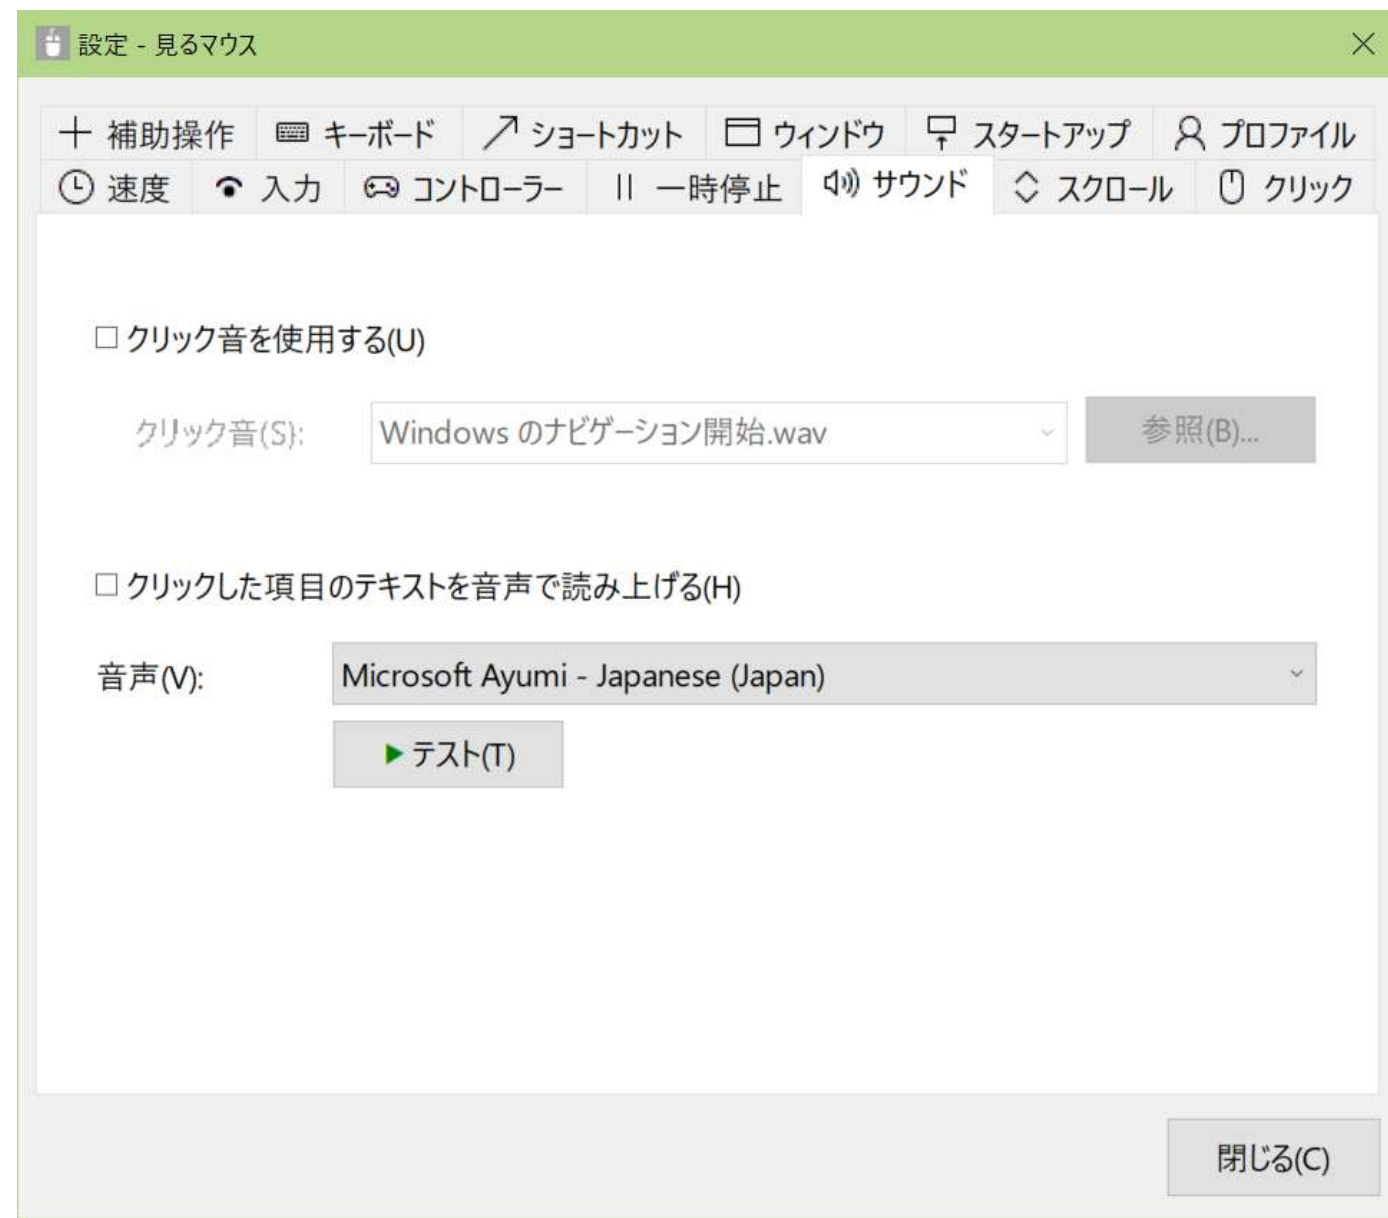 設定 - 見るマウス
補助操作 キーボード ショートカット ウィンドウ スタートアップ プロファイル
速度 入力 コントローラー 一時停止 サウンド スクロール クリック
クリック音を使用する(U)
クリック音(S): Windows のナビゲーション開始.wav 参照(B)...
クリックした項目のテキストを音声で読み上げる(H)
音声(V): Microsoft Ayumi - Japanese (Japan)
テスト(T)
閉じる(C)